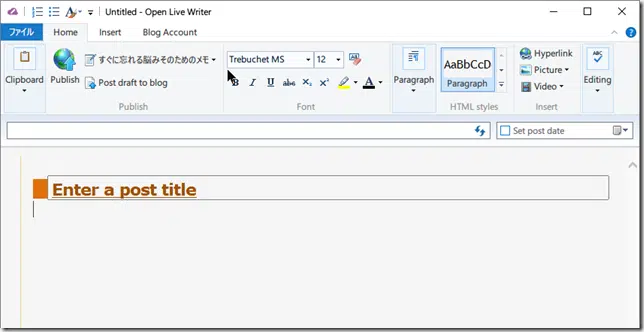 Untitled - Open Live Writer
ファイル Home Insert Blog Account
Clipboard
Publish
すぐに忘れる脳みそのためのメモ
Post draft to blog
Publish
Trebuchet MS 12
B I U abc X₂ X² A
Font
Paragraph
AaBbCcD
Paragraph
HTML styles
Hyperlink
Picture
Video
Insert
ABC
Editing
Set post date
Enter a post title